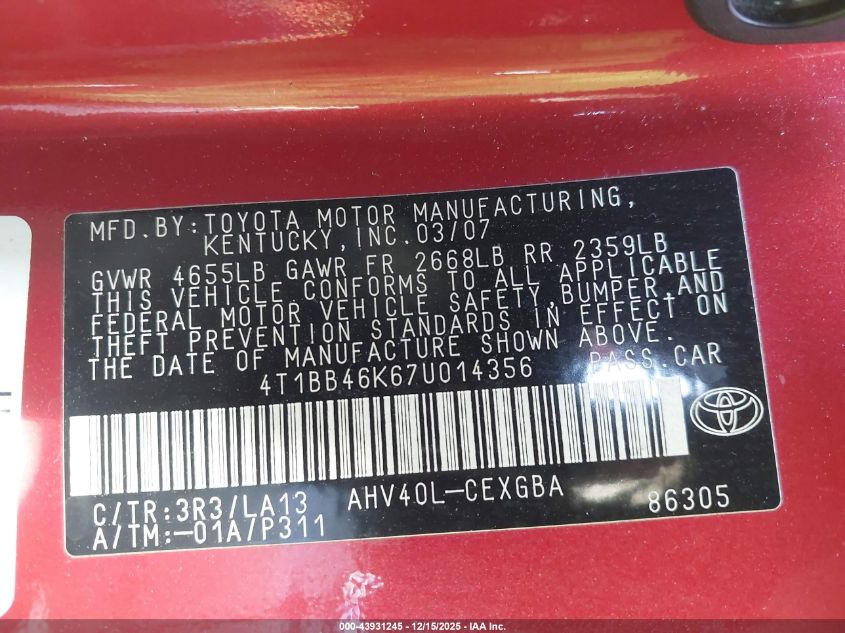 MFD.BY:TOYOTA MOTOR MANUFACTURING,
KENTUCKY,INC.03/07
GVWR 4655LB GAWR FR 2668LB RR 2359LB
THIS VEHICLE CONFORMS TO ALL APPLICABLE
FEDERAL MOTOR VEHICLE SAFETY,BUMPER,AND
THEFT PREVENTION STANDARDS IN EFFECT ON
THE DATE OF MANUFACTURE SHOWN ABOVE.
4T1BB46K67U014356 PASS.CAR
C/TR:3R3/LA13 AHV40L-CEXGBA 86305
A/TM:-01A/P311
000-43931245 - 12/15/2025 - IAA Inc.